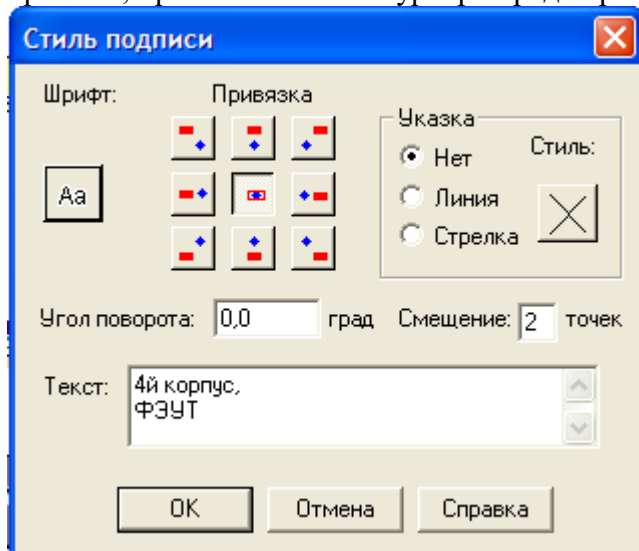 Стиль подписи
Шрифт: Привязка
Указка
Нет Стиль:
Aa
Линия
Стрелка
Угол поворота: 0,0 град Смещение: 2 точек
Текст: 4й корпус,
ФЭУТ
OK Отмена Справка